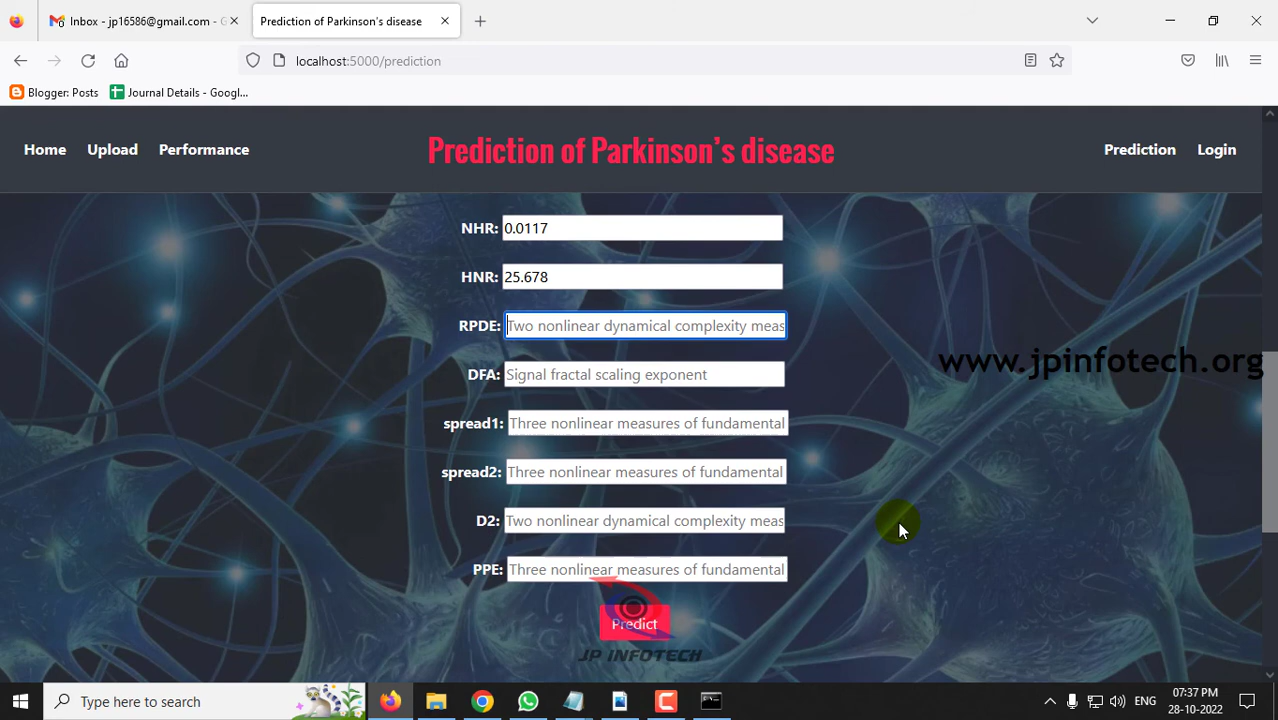 Inbox - jp16586@gmail.com - G
Prediction of Parkinson's disease
localhost:5000/prediction
Blogger: Posts
Journal Details - Googl...
Home Upload Performance
Prediction of Parkinson's disease
Prediction Login
NHR: 0.0117
HNR: 25.678
RPDE: Two nonlinear dynamical complexity meas
www.jpinfotech.org
DFA: Signal fractal scaling exponent
spread1: Three nonlinear measures of fundamental
spread2: Three nonlinear measures of fundamental
D2: Two nonlinear dynamical complexity meas
PPE: Three nonlinear measures of fundamental
Predict
JP INFOTECH
Type here to search
ENG
07:37 PM
28-10-2022